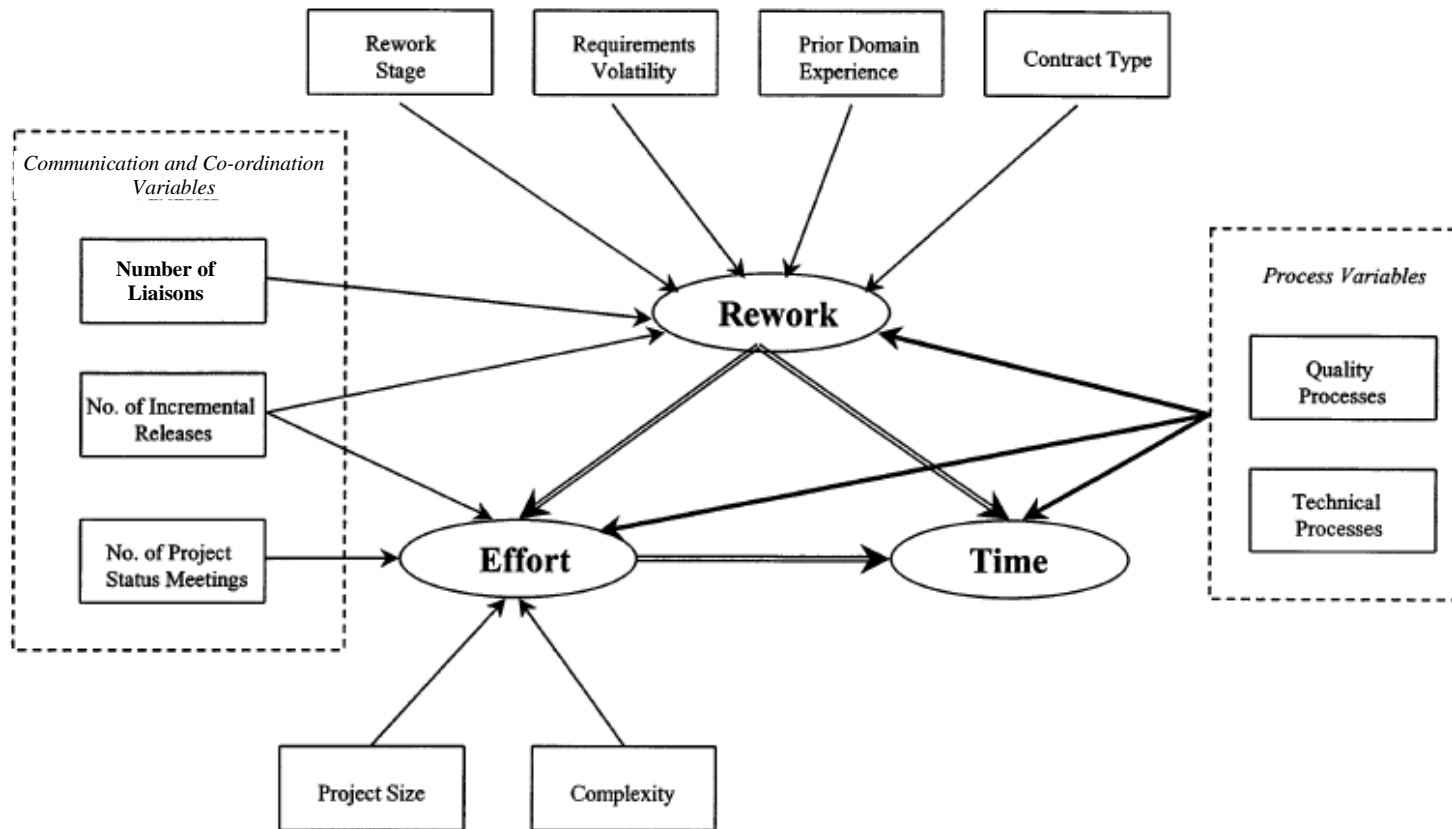 Rework
Stage
Requirements
Volatility
Prior Domain
Experience
Contract Type
Communication and Co-ordination
Variables
Number of
Liaisons
No. of Incremental
Releases
No. of Project
Status Meetings
Rework
Effort
Time
Process Variables
Quality
Processes
Technical
Processes
Project Size
Complexity